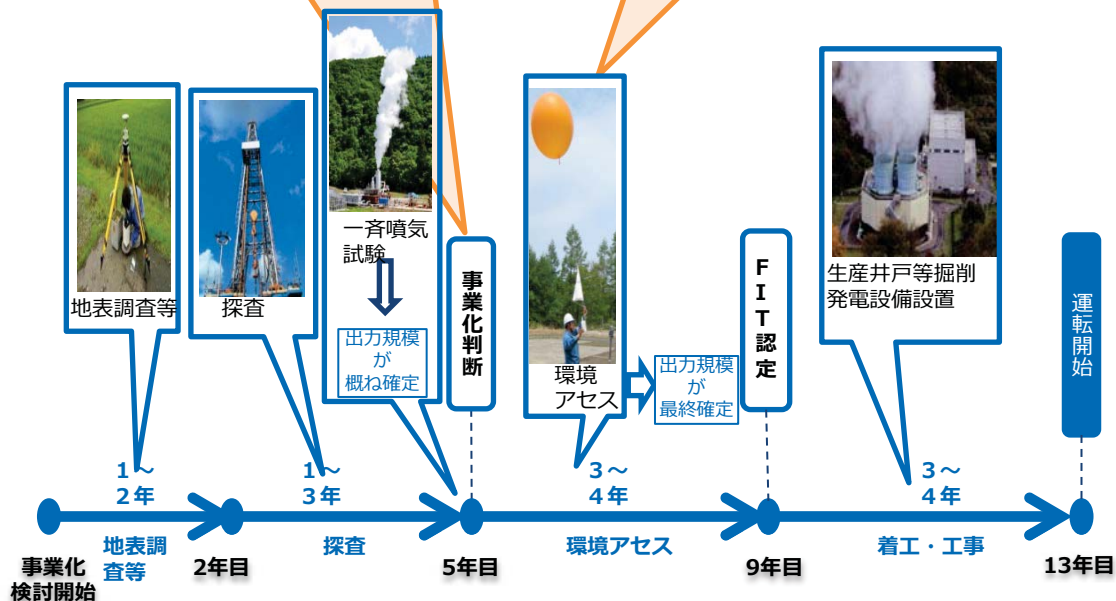 地表調査等
探査
一斉噴気
試験
出力規模
が
概ね確定
事業化判断
環境
アセス
出力規模
が
最終確定
FIT認定
生産井戸等掘削
発電設備設置
運転開始
1～
2年
1～
3年
3～
4年
3～
4年
事業化
検討開始
地表調
査等
2年目
探査
5年目
環境アセス
9年目
着工・工事
13年目